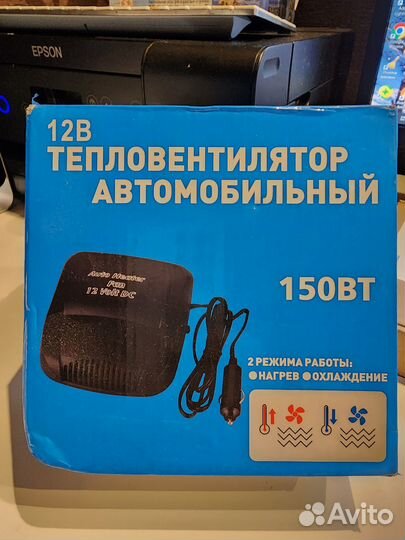 EPSON
12В
ТЕПЛОВЕНТИЛЯТОР
АВТОМОБИЛЬНЫЙ
Auto Heater
Fan
12 Volt DC
150ВТ
2 РЕЖИМА РАБОТЫ:
НАГРЕВ ОХЛАЖДЕНИЕ
Avito